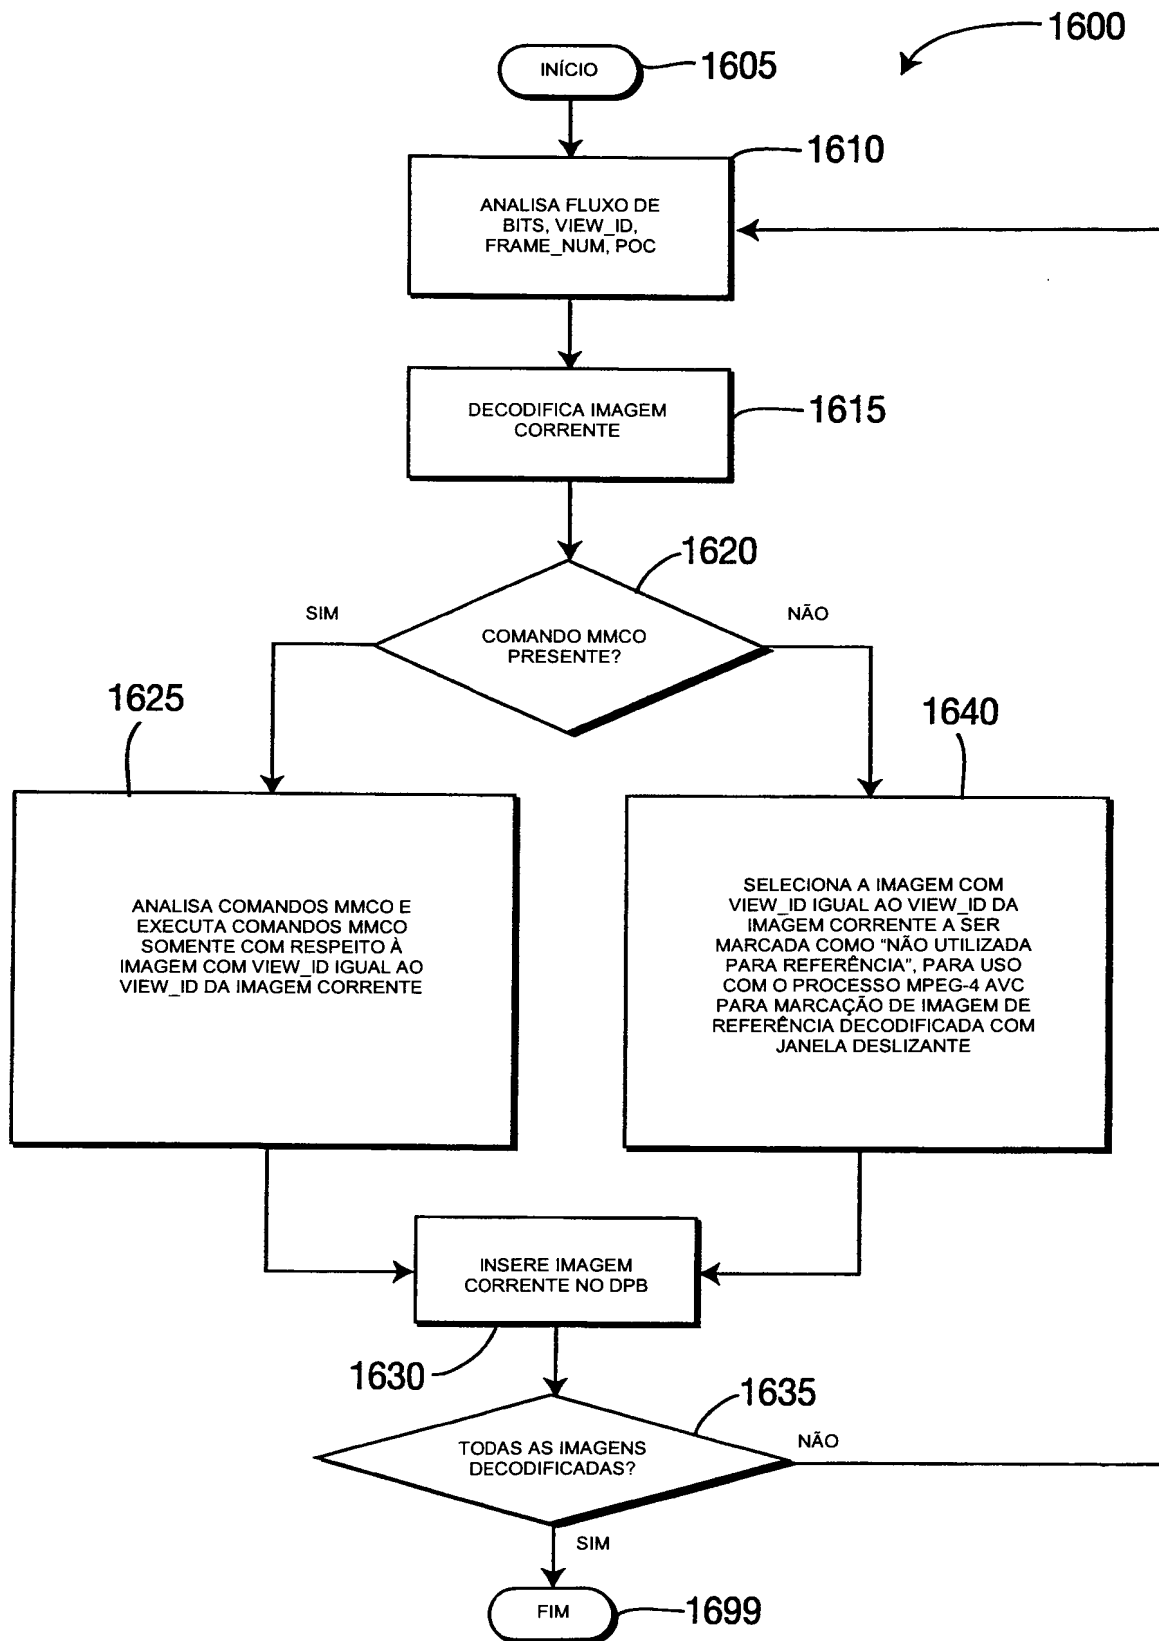 1600
INÍCIO
1605
1610
ANALISA FLUXO DE
BITS, VIEW_ID,
FRAME_NUM, POC
DECODIFICA IMAGEM
CORRENTE
1615
1620
SIM
NÃO
COMANDO MMCO
PRESENTE?
1625
1640
ANALISA COMANDOS MMCO E
EXECUTA COMANDOS MMCO
SOMENTE COM RESPEITO À
IMAGEM COM VIEW_ID IGUAL AO
VIEW_ID DA IMAGEM CORRENTE
SELECIONA A IMAGEM COM
VIEW_ID IGUAL AO VIEW_ID DA
IMAGEM CORRENTE A SER
MARCADA COMO “NÃO UTILIZADA
PARA REFERÊNCIA”, PARA USO
COM O PROCESSO MPEG-4 AVC
PARA MARCAÇÃO DE IMAGEM DE
REFERÊNCIA DECODIFICADA COM
JANELA DESLIZANTE
INSERE IMAGEM
CORRENTE NO DPB
1630
1635
TODAS AS IMAGENS
DECODIFICADAS?
NÃO
SIM
FIM
1699